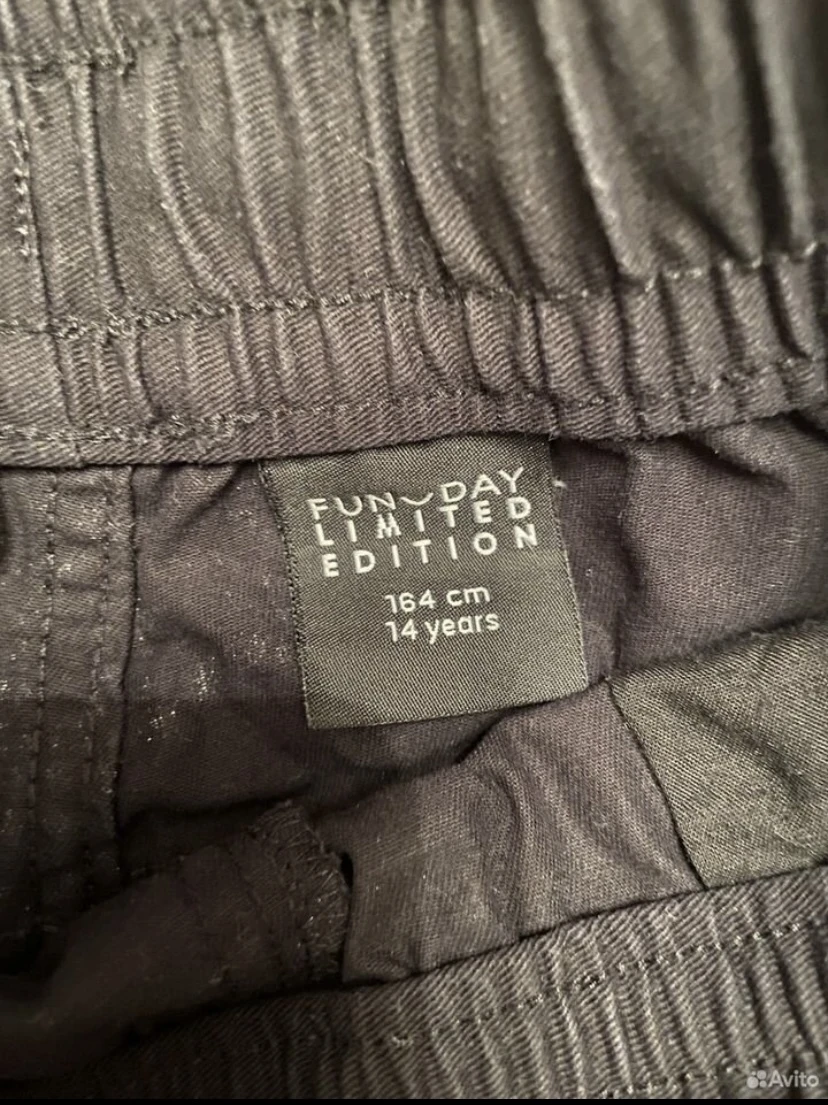 FUN DAY
LIMITED
EDITION
164 cm
14 years
Avito